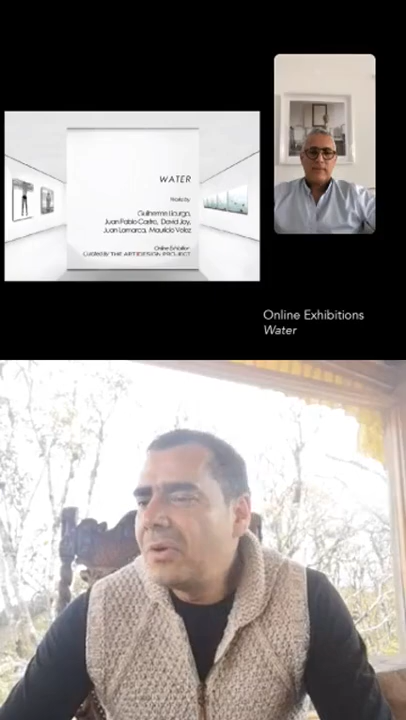 WATER
Works by
Guilherme Licurgo,
Juan Pablo Castro, David Jay,
Juan Lamarca, Mauricio Velez
Online Exhibition
Curated by THE ARTDESIGN PROJECT
Online Exhibitions
Water